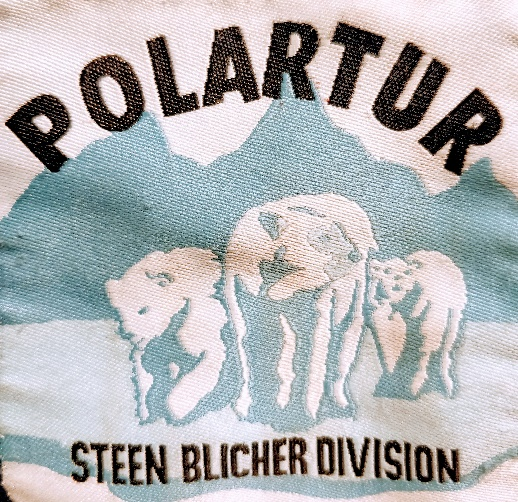 POLARTUR
STEEN BLICHER DIVISION